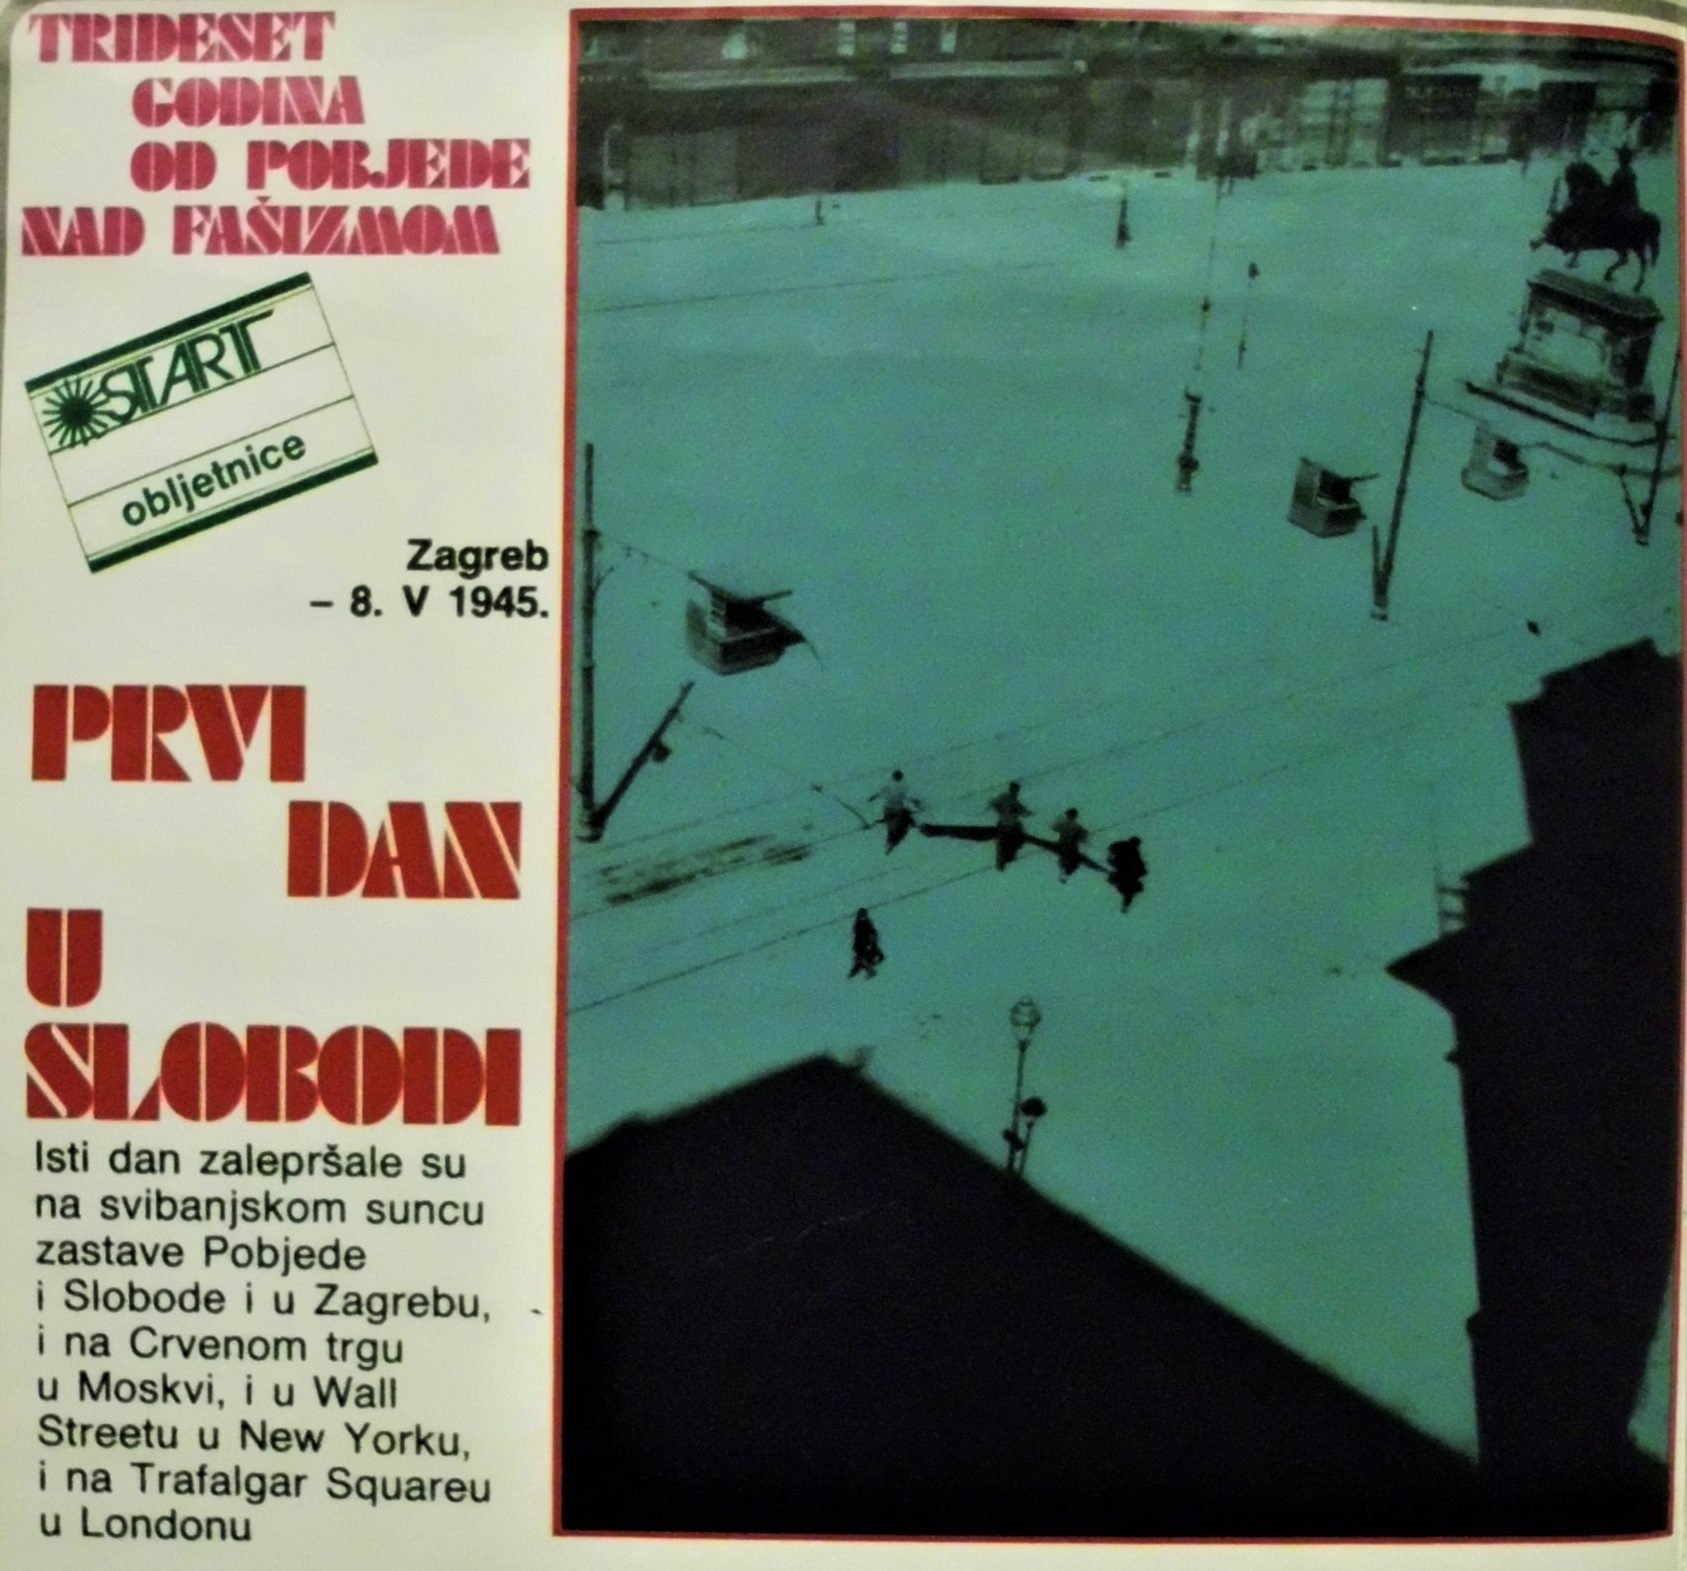 TRIDESET
GODINA
OD POBJEDE
NAD FAŠIZMOM
START
obljetnice
Zagreb
– 8. V 1945.
PRVI
DAN
U
SLOBODI
Isti dan zalepršale su
na svibanjskom suncu
zastave Pobjede
i Slobode i u Zagrebu,
i na Crvenom trgu
u Moskvi, i u Wall
Streetu u New Yorku,
i na Trafalgar Squareu
u Londonu